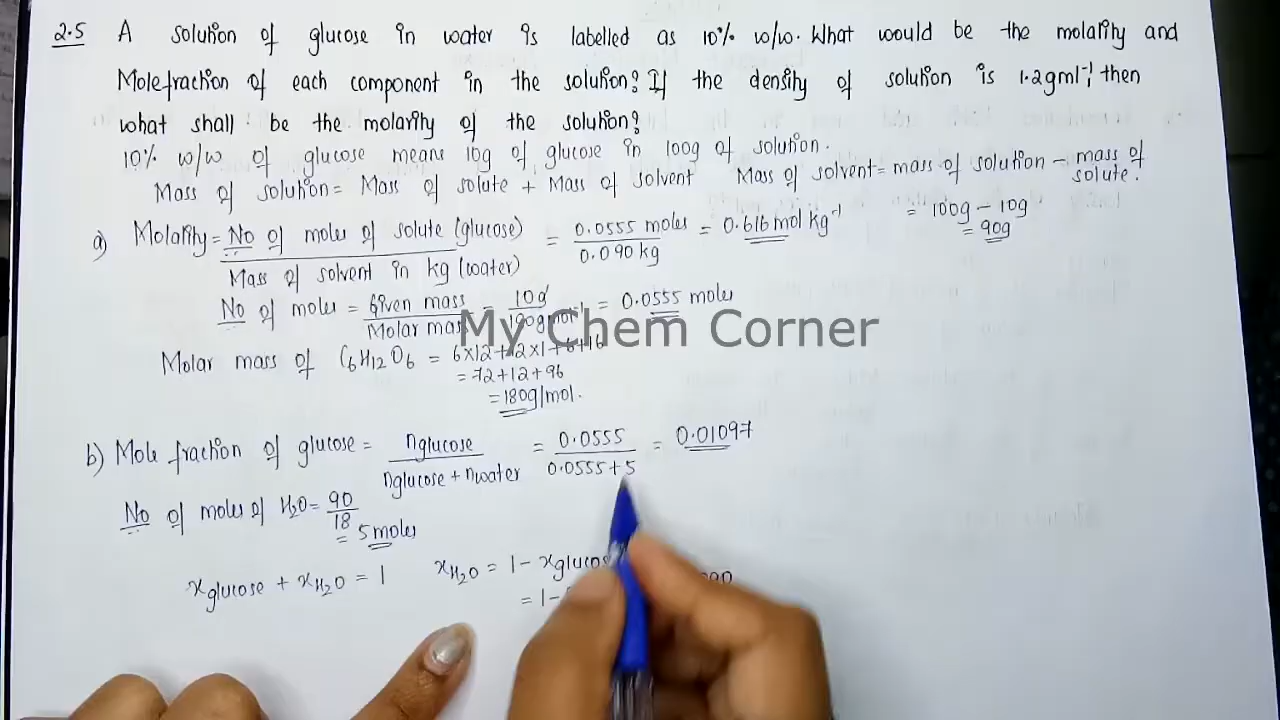 2.5 A solution of glucose in water is labelled as 10% w/w. What would be the molality and
Molefraction of each component in the solution? If the density of solution is 1.2gml⁻¹, then
what shall be the molarity of the solution?
10% w/w of glucose means 10g of glucose in 100g of solution.
Mass of solution = Mass of solute + Mass of solvent Mass of solvent = mass of solution - mass of solute.
= 100g - 10g
= 90g
a) Molality = No of moles of solute (glucose) / Mass of solvent in kg (water) = 0.0555 moles / 0.090 kg = 0.616 mol kg⁻¹
No of moles = Given mass / Molar mass = 10g / 180g mol⁻¹ = 0.0555 moles
My Chem Corner
Molar mass of C6H12O6 = 6x12+12x1+6+16
= 72+12+96
= 180g/mol.
b) Mole fraction of glucose = nglucose / nglucose + nwater = 0.0555 / 0.0555+5 = 0.01097
No of moles of H2O = 90 / 18
= 5 moles
xglucose + xH2O = 1 xH2O = 1 - xglucos
= 1 -